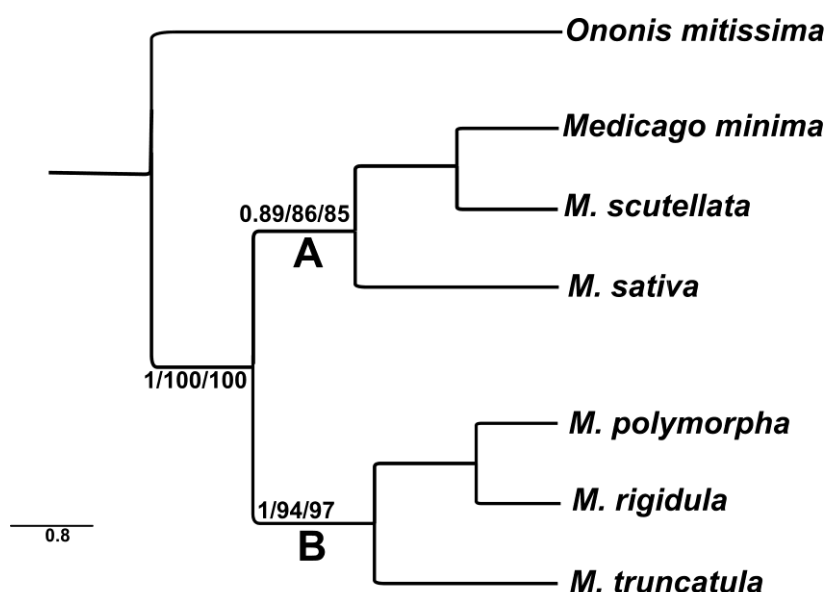 Ononis mitissima
Medicago minima
M. scutellata
0.89/86/85
A
M. sativa
1/100/100
M. polymorpha
M. rigidula
1/94/97
B
0.8
M. truncatula